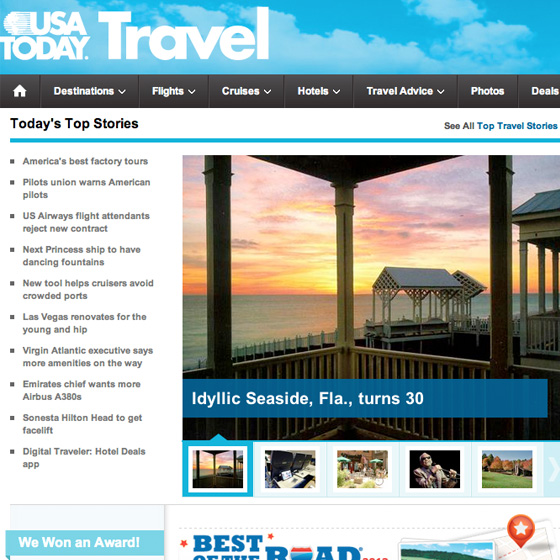 USA
TODAY. Travel
Destinations Flights Cruises Hotels Travel Advice Photos Deals
Today's Top Stories
See All Top Travel Stories
America's best factory tours
Pilots union warns American
pilots
US Airways flight attendants
reject new contract
Next Princess ship to have
dancing fountains
New tool helps cruisers avoid
crowded ports
Las Vegas renovates for the
young and hip
Virgin Atlantic executive says
more amenities on the way
Emirates chief wants more
Airbus A380s
Sonesta Hilton Head to get
facelift
Digital Traveler: Hotel Deals
app
Idyllic Seaside, Fla., turns 30
We Won an Award!
BEST
OF THE ROAD